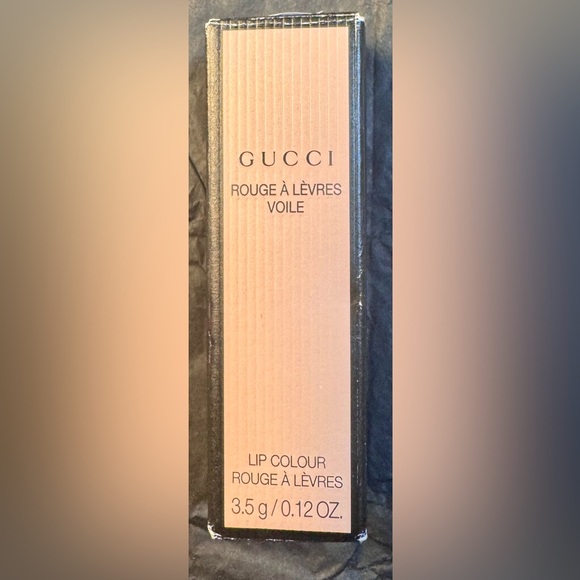 GUCCI
ROUGE À LÈVRES
VOILE
LIP COLOUR
ROUGE À LÈVRES
3.5 g / 0.12 OZ.